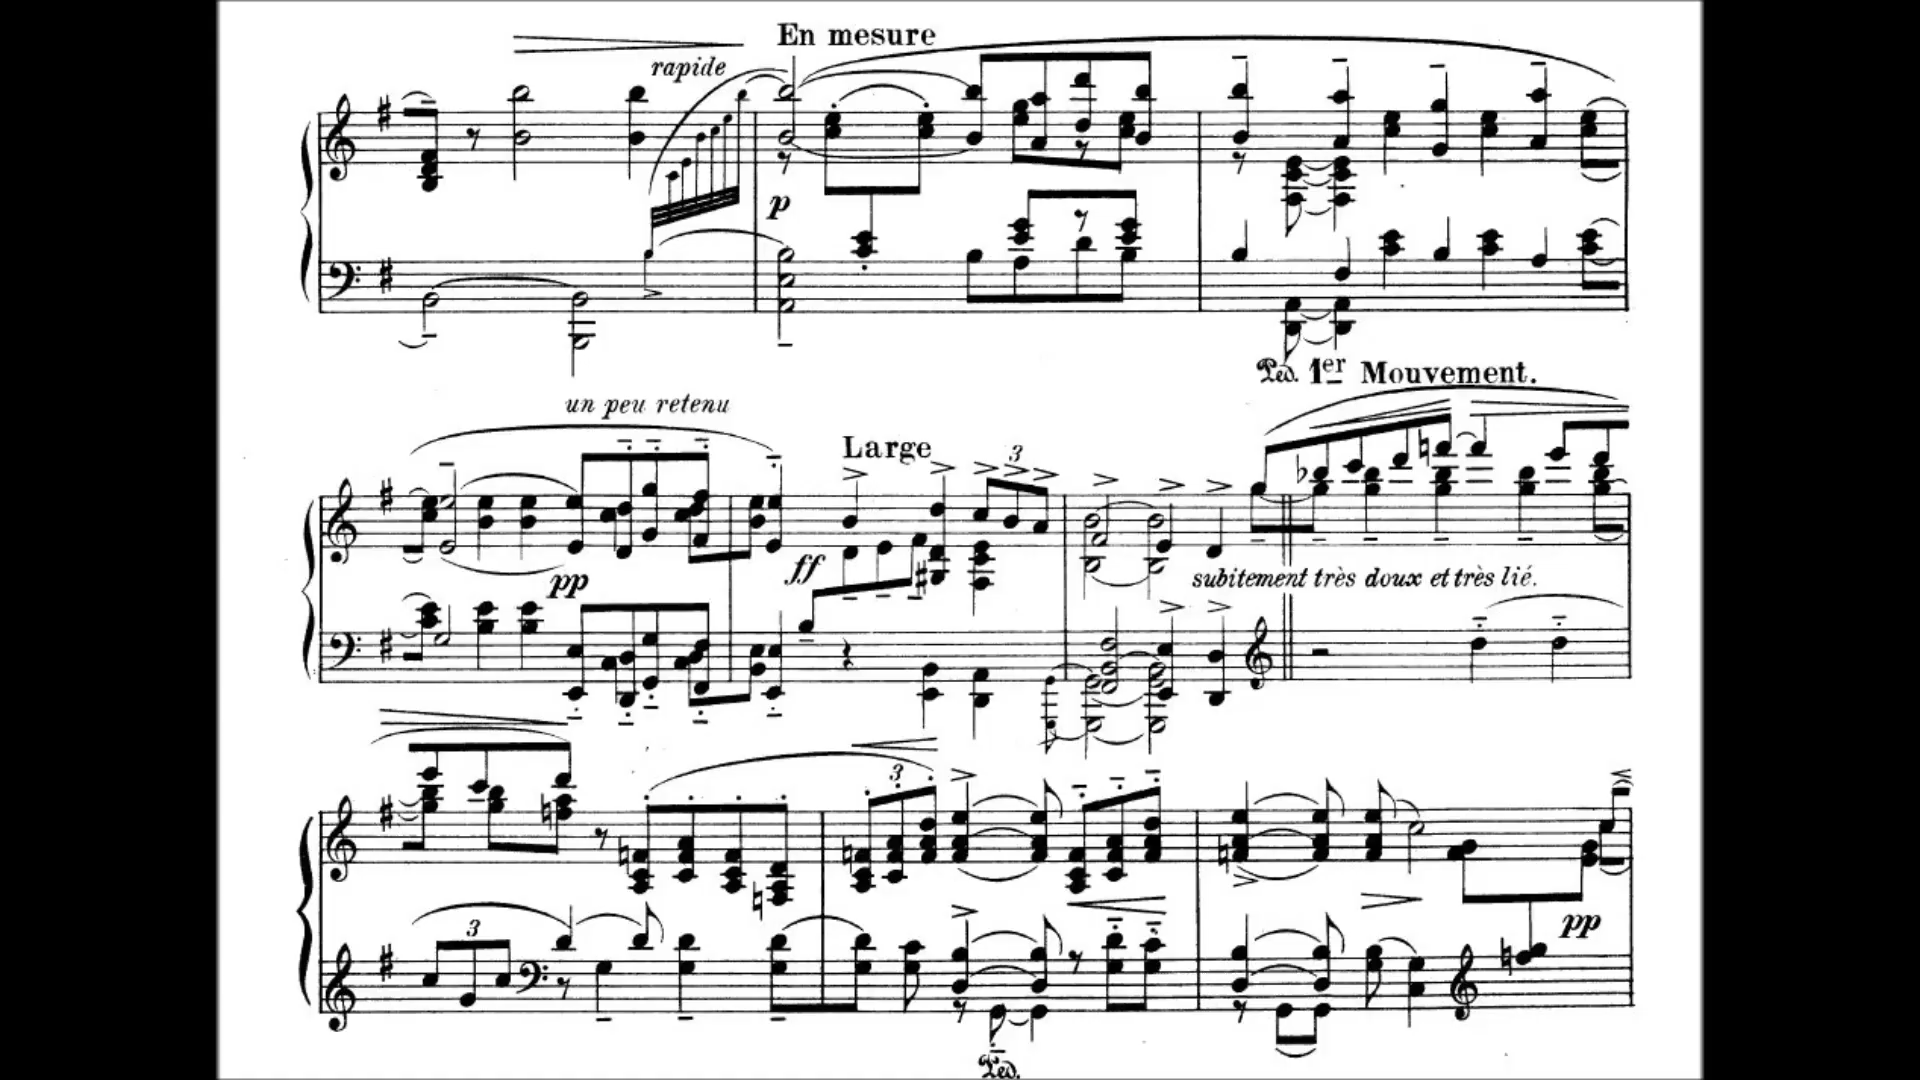 En mesure
rapide
p
Ped. 1er Mouvement.
un peu retenu
Large
3
pp
ff
subitement très doux et très lié.
3
3
pp
Ped.